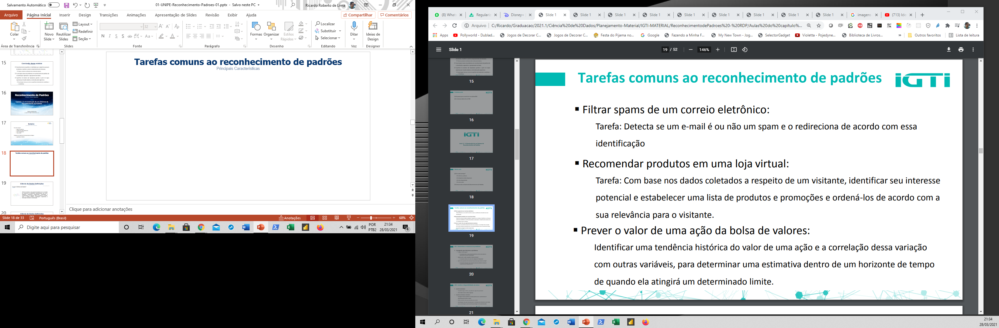 Salvamento Automático
01-UNIPE-Reconhecimento-Padroes-01.pptx - Salvo neste PC
Ricardo Roberto de Lima
Arquivo
Página Inicial
Inserir
Design
Transições
Animações
Apresentação de Slides
Revisão
Exibir
Ajuda
Compartilhar
Comentários
Colar
Novo Slide
Reutilizar Slides
Layout
Redefinir
Seção
32
Formas
Organizar
Estilos Rápidos
Localizar
Substituir
Selecionar
Ditar
Ideias de Design
Área de Transferência
Slides
Fonte
Parágrafo
Desenho
Editando
Voz
Designer
15
Conclusão desse módulo
16
Reconhecimento de Padrões
17
Roteiro
18
Tarefas comuns ao reconhecimento de padrões
19
Ciência de Dados Definições
20
Ciência de Dados Definições
Tarefas comuns ao reconhecimento de padrões
Principais Características
Clique para adicionar anotações
Slide 18 de 33
Português (Brasil)
Anotações
68%
Digite aqui para pesquisar
POR
PTB2
21:34
28/03/2021
4
(8) Whats
Regulariz
Disney+
Slide 1
Slide 1
Slide 1
Slide 1
Slide 1
Slide 1
Slide 1
Slide 1
Slide 1
imagens
(713) Ide
Arquivo | C:/Ricardo/Graduacao/2021.1/Ciência%20de%20Dados/Planejamento-Material/IGTI-MATERIAL/ReconhecimentodePadroes%20-%20RDP/Aulas%20do%20capítulo%...
Apps
Pollyworld - Dublad...
Jogos de Decorar C...
Jogos de Decorar C...
Festa do Pijama no...
Google
Fazendo a Minha F...
My New Town - Jog...
SelectorGadget
Violetta - Pojedyne...
Biblioteca de Livros...
»
Outros favoritos
Lista de leitura
Slide 1
19 / 52
146%
15
16
iGTi
17
18
19
20
21
Tarefas comuns ao reconhecimento de padrões
iGTi
▪ Filtrar spams de um correio eletrônico:
Tarefa: Detecta se um e-mail é ou não um spam e o redireciona de acordo com essa
identificação
▪ Recomendar produtos em uma loja virtual:
Tarefa: Com base nos dados coletados a respeito de um visitante, identificar seu interesse
potencial e estabelecer uma lista de produtos e promoções e ordená-los de acordo com a
sua relevância para o visitante.
▪ Prever o valor de uma ação da bolsa de valores:
Identificar uma tendência histórica do valor de uma ação e a correlação dessa variação
com outras variáveis, para determinar uma estimativa dentro de um horizonte de tempo
de quando ela atingirá um determinado limite.
21:34
28/03/2021